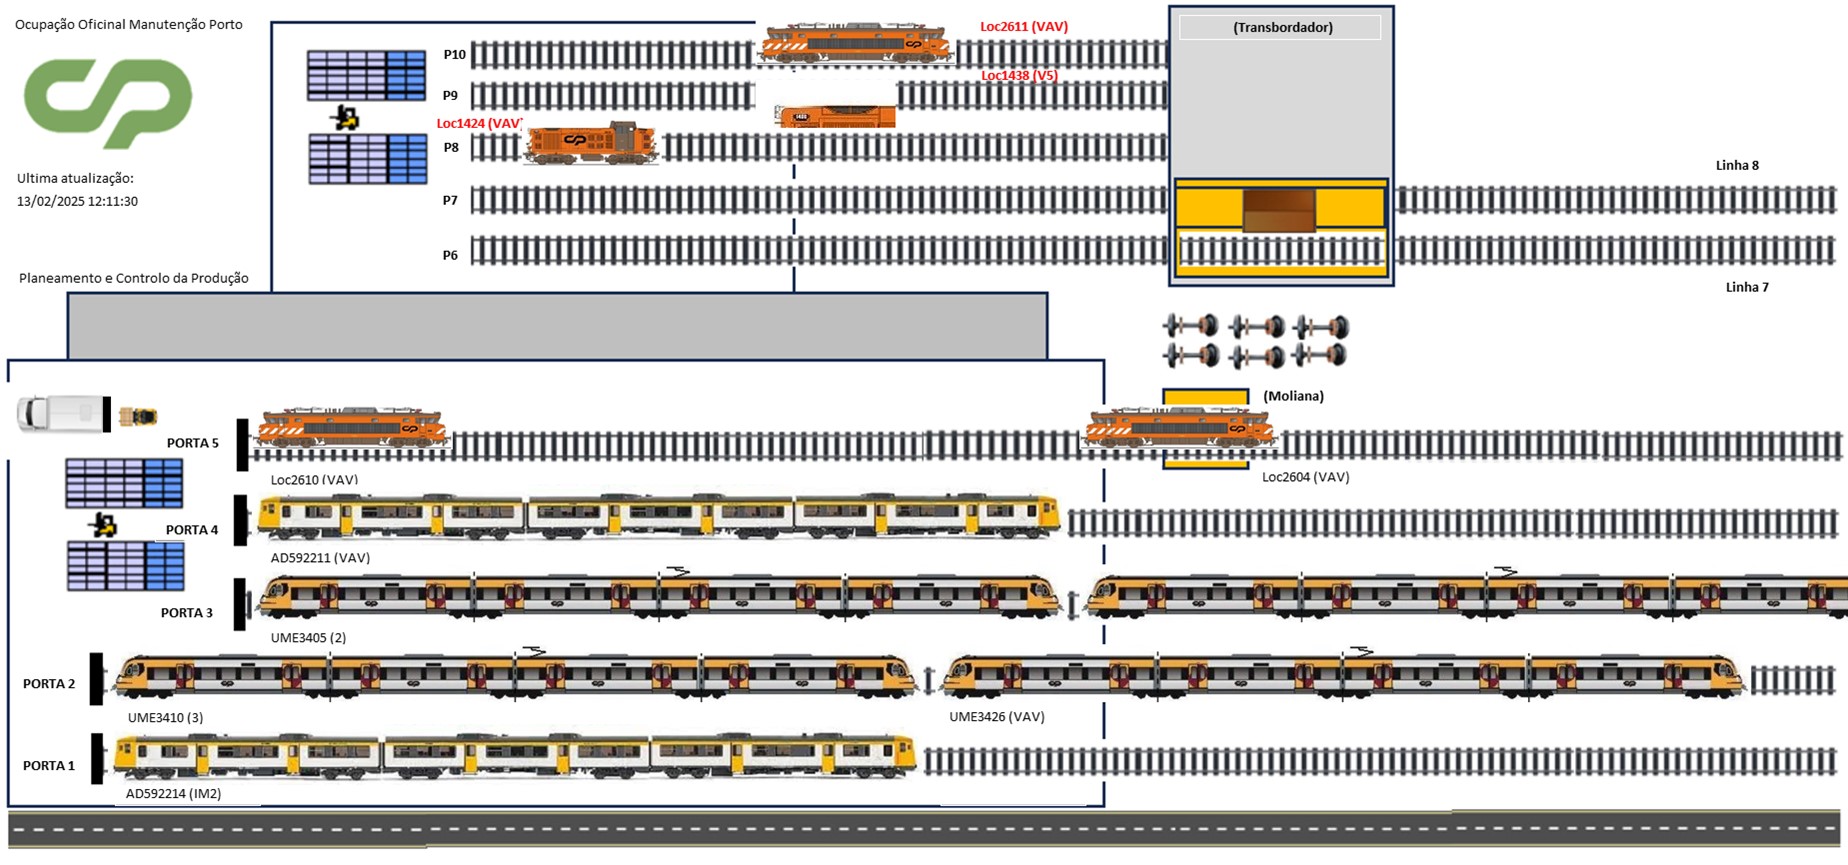 Ocupação Oficinal Manutenção Porto
Ultima atualização:
13/02/2025 12:11:30
Planeamento e Controlo da Produção
P10
Loc2611 (VAV)
(Transbordador)
P9
Loc1438 (V5)
1438
Loc1424 (VAV)
P8
P7
Linha 8
P6
Linha 7
(Moliana)
PORTA 5
Loc2610 (VAV)
Loc2604 (VAV)
PORTA 4
AD592211 (VAV)
PORTA 3
UME3405 (2)
PORTA 2
UME3410 (3)
UME3426 (VAV)
PORTA 1
AD592214 (IM2)